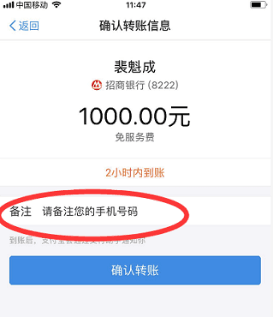 中国移动 11:47
返回 确认转账信息
裴魁成
招商银行 (8222)
1000.00元
免服务费
2小时内到账
备注 请备注您的手机号码
确认转账